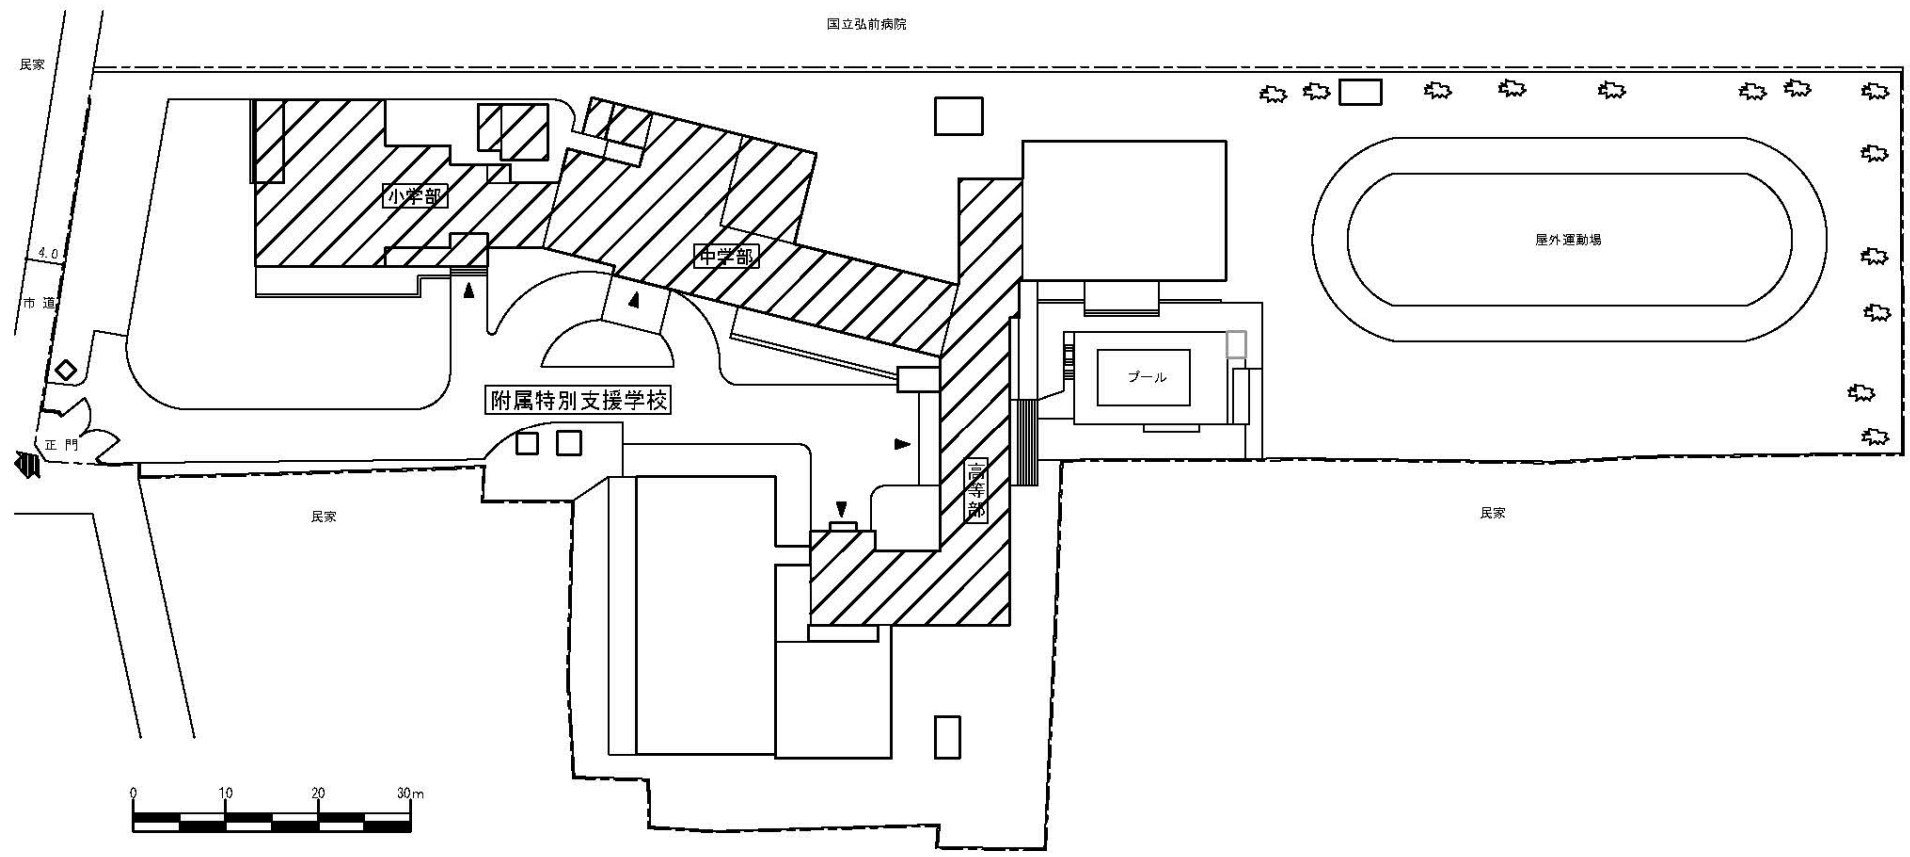 国立弘前病院
民家
小学部
中学部
屋外運動場
4.0
市道
プール
附属特別支援学校
正門
高等部
民家
民家
0 10 20 30m